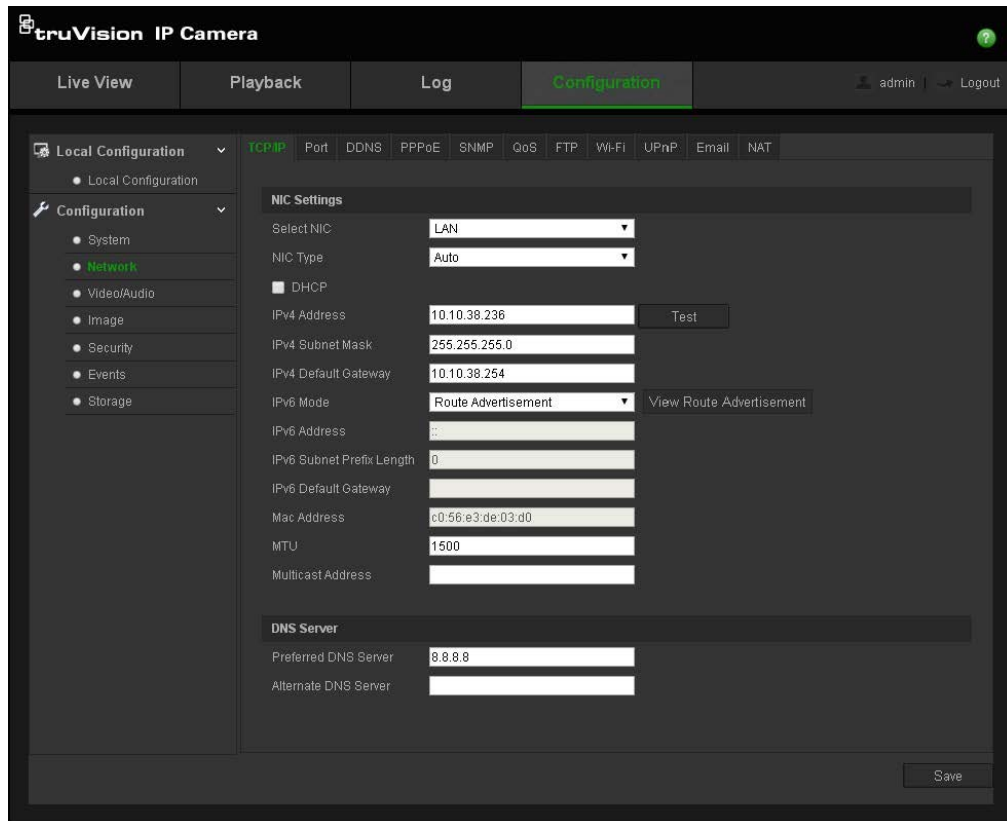 truVision IP Camera
?
Live View Playback Log Configuration admin | Logout
Local Configuration
Local Configuration
Configuration
System
Network
Video/Audio
Image
Security
Events
Storage
TCP/IP Port DDNS PPPoE SNMP QoS FTP Wi-Fi UPnP Email NAT
NIC Settings
Select NIC LAN
NIC Type Auto
DHCP
IPv4 Address 10.10.38.236 Test
IPv4 Subnet Mask 255.255.255.0
IPv4 Default Gateway 10.10.38.254
IPv6 Mode Route Advertisement View Route Advertisement
IPv6 Address ::
IPv6 Subnet Prefix Length 0
IPv6 Default Gateway
Mac Address c0:56:e3:de:03:d0
MTU 1500
Multicast Address
DNS Server
Preferred DNS Server 8.8.8.8
Alternate DNS Server
Save